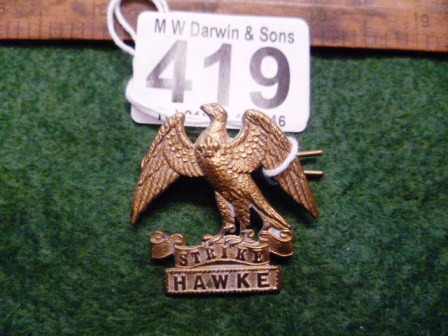 M W Darwin & Sons
419
STRIKE
HAWKE